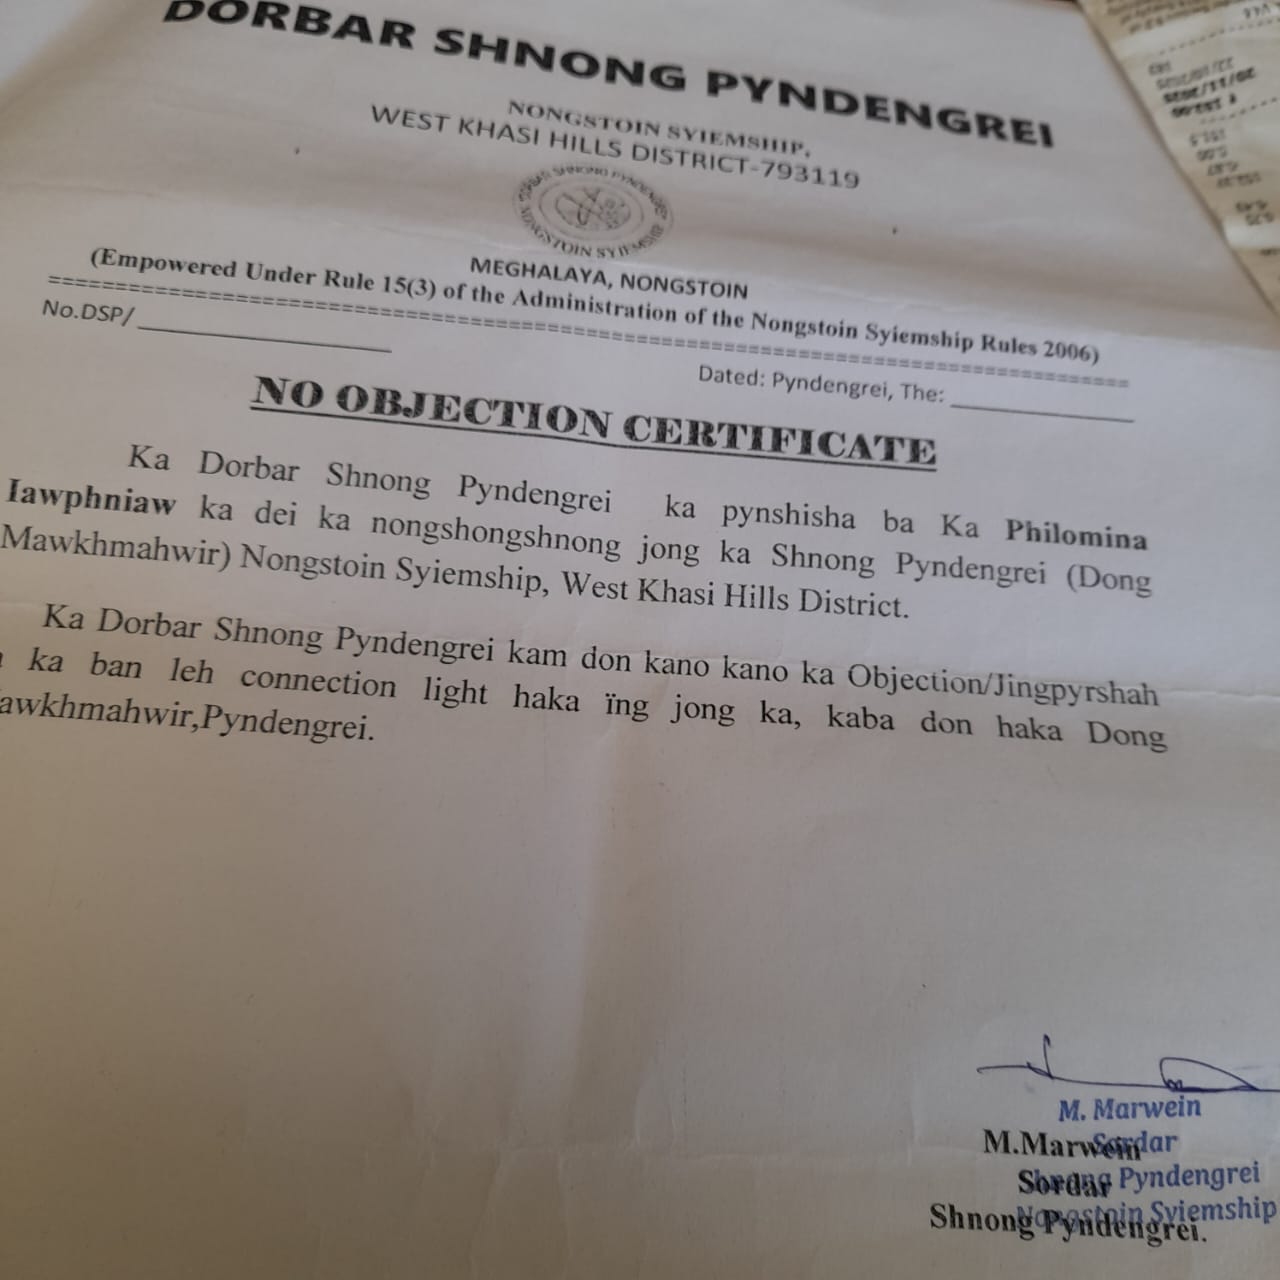 DORBAR SHNONG PYNDENGREI
NONGSTOIN SYIEMSHIP,
WEST KHASI HILLS DISTRICT-793119
DORBAR SHNONG PYNDENGREI
NONGSTOIN SYIEMSHIP
MEGHALAYA, NONGSTOIN
(Empowered Under Rule 15(3) of the Administration of the Nongstoin Syiemship Rules 2006)
No.DSP/
Dated: Pyndengrei, The:
NO OBJECTION CERTIFICATE
Ka Dorbar Shnong Pyndengrei ka pynshisha ba Ka Philomina
Iawphniaw ka dei ka nongshongshnong jong ka Shnong Pyndengrei (Dong
Mawkhmahwir) Nongstoin Syiemship, West Khasi Hills District.
Ka Dorbar Shnong Pyndengrei kam don kano kano ka Objection/Jingpyrshah
ka ban leh connection light haka ïng jong ka, kaba don haka Dong
awkhmahwir,Pyndengrei.
M. Marwein
Sordar
Shnong Pyndengrei
Nongstoin Syiemship
M.Marwein
Sordar
Shnong Pyndengrei.